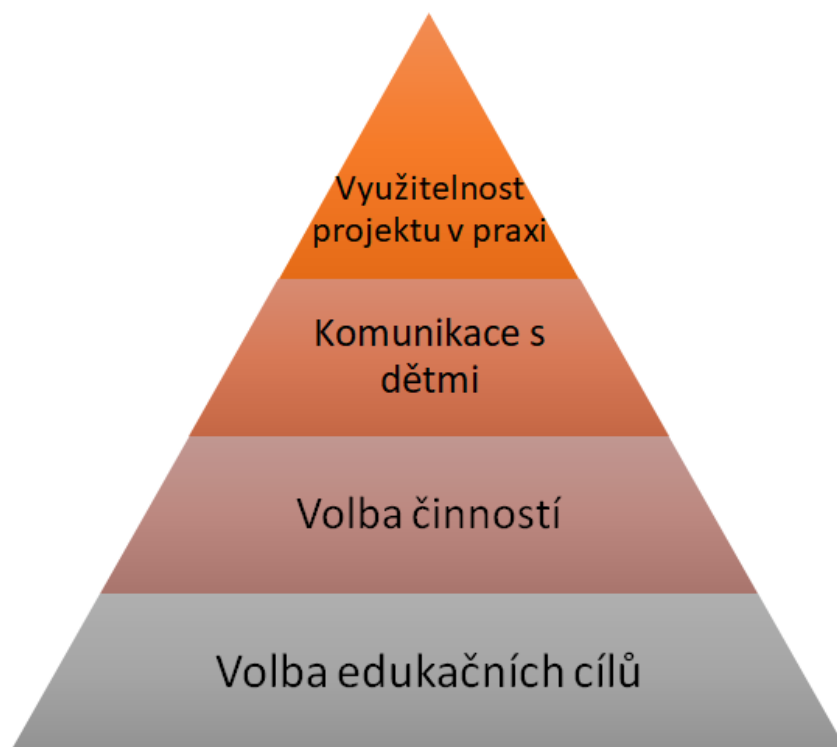 Využitelnost
projektu v praxi
Komunikace s
dětmi
Volba činností
Volba edukačních cílů